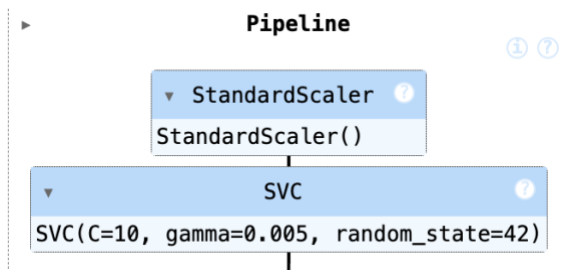 Pipeline
i ?
StandardScaler ?
StandardScaler()
SVC ?
SVC(C=10, gamma=0.005, random_state=42)